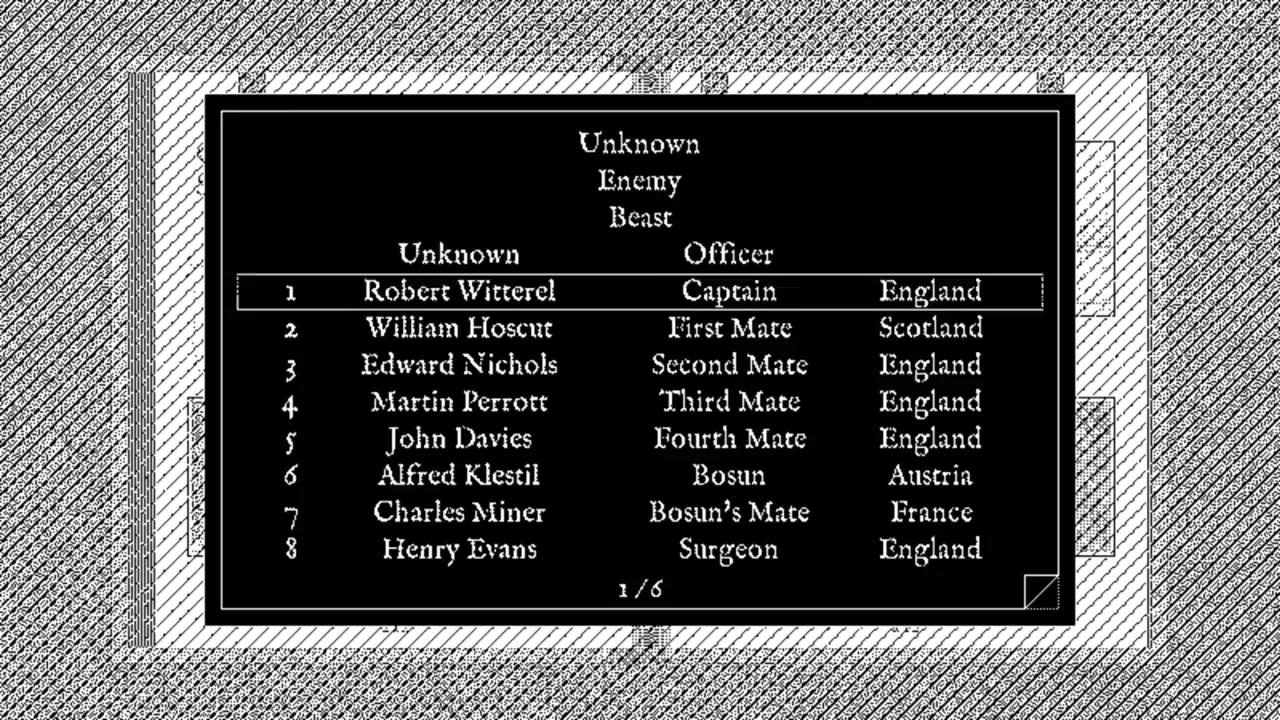 Unknown
Enemy
Beast
Unknown Officer
1 Robert Witterel Captain England
2 William Hoscut First Mate Scotland
3 Edward Nichols Second Mate England
4 Martin Perrott Third Mate England
5 John Davies Fourth Mate England
6 Alfred Klestil Bosun Austria
7 Charles Miner Bosun's Mate France
8 Henry Evans Surgeon England
1/6